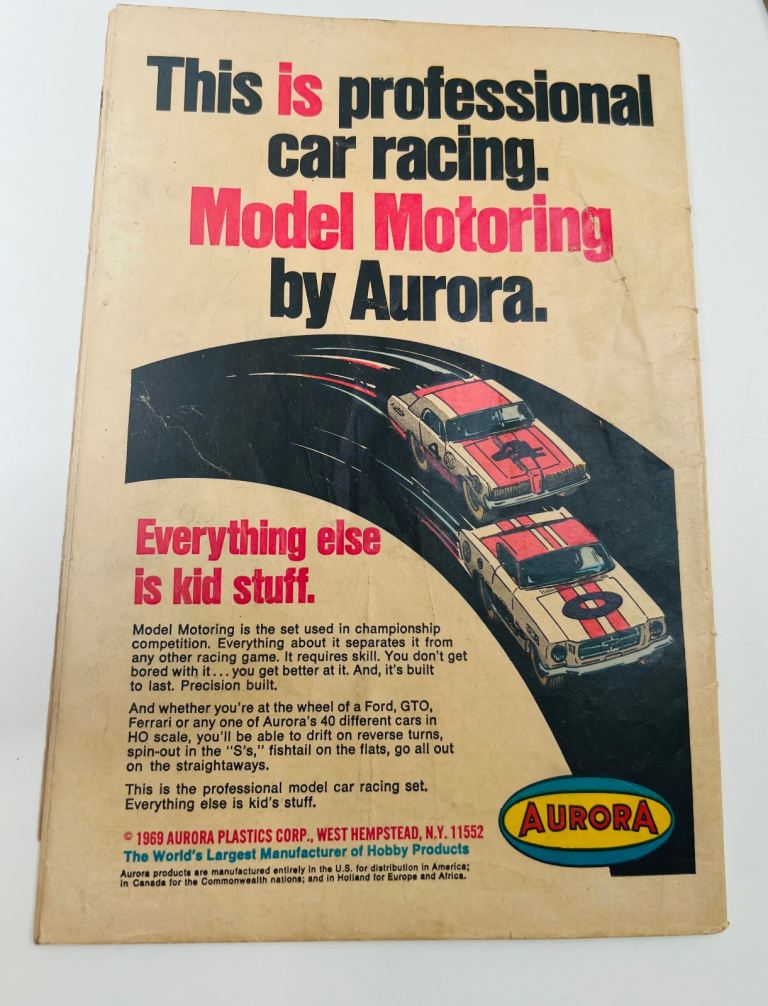 This is professional
car racing.
Model Motoring
by Aurora.
4
0
Everything else
is kid stuff.
Model Motoring is the set used in championship
competition. Everything about it separates it from
any other racing game. It requires skill. You don't get
bored with it...you get better at it. And, it's built
to last. Precision built.
And whether you're at the wheel of a Ford, GTO,
Ferrari or any one of Aurora's 40 different cars in
HO scale, you'll be able to drift on reverse turns,
spin-out in the "S's," fishtail on the flats, go all out
on the straightaways.
This is the professional model car racing set.
Everything else is kid's stuff.
© 1969 AURORA PLASTICS CORP., WEST HEMPSTEAD, N.Y. 11552
The World's Largest Manufacturer of Hobby Products
Aurora products are manufactured entirely in the U.S. for distribution in America;
in Canada for the Commonwealth nations; and in Holland for Europe and Africa.
AURORA